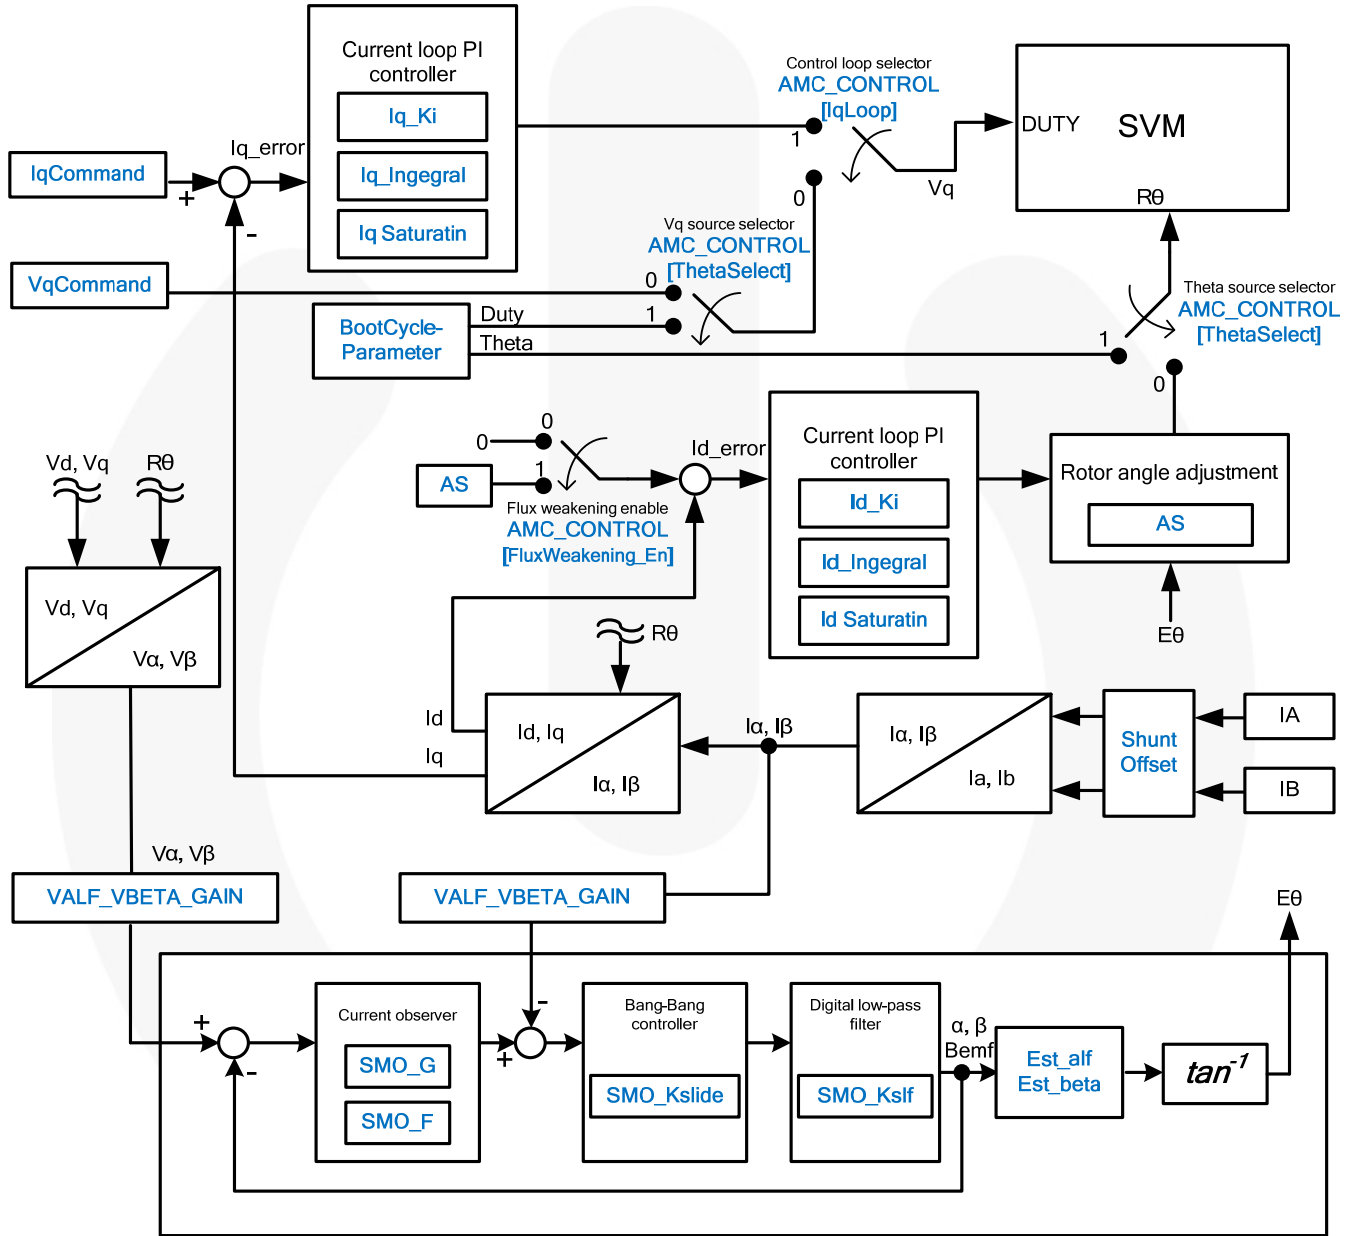 Current loop PI
controller
Iq_Ki
Iq_Ingegral
Iq Saturatin
Iq_error
IqCommand
+
-
VqCommand
Control loop selector
AMC_CONTROL
[IqLoop]
1
0
Vq
DUTY
SVM
Rθ
Vq source selector
AMC_CONTROL
[ThetaSelect]
0
1
BootCycle-
Parameter
Duty
Theta
Theta source selector
AMC_CONTROL
[ThetaSelect]
1
0
0
0
1
AS
Flux weakening enable
AMC_CONTROL
[FluxWeakening_En]
Id_error
Current loop PI
controller
Id_Ki
Id_Ingegral
Id Saturatin
Rotor angle adjustment
AS
Eθ
Vd, Vq
Rθ
Vd, Vq
Vα, Vβ
Rθ
Id
Iq
Id, Iq
Iα, Iβ
Iα, Iβ
Iα, Iβ
Ia, Ib
Shunt
Offset
IA
IB
Vα, Vβ
VALF_VBETA_GAIN
VALF_VBETA_GAIN
Eθ
+
-
Current observer
SMO_G
SMO_F
-
+
Bang-Bang
controller
SMO_Kslide
Digital low-pass
filter
SMO_Kslf
α, β
Bemf
Est_alf
Est_beta
tan-1